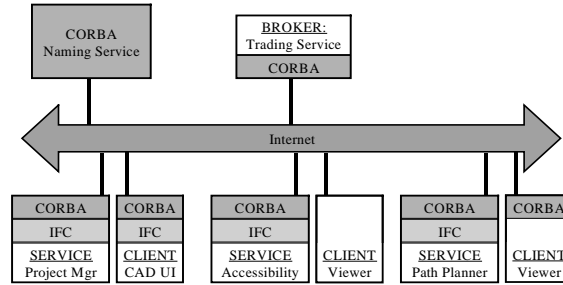 CORBA
Naming Service
BROKER:
Trading Service
CORBA
Internet
CORBA
IFC
SERVICE
Project Mgr
CORBA
IFC
CLIENT
CAD UI
CORBA
IFC
SERVICE
Accessibility
CLIENT
Viewer
CORBA
IFC
SERVICE
Path Planner
CORBA
CLIENT
Viewer